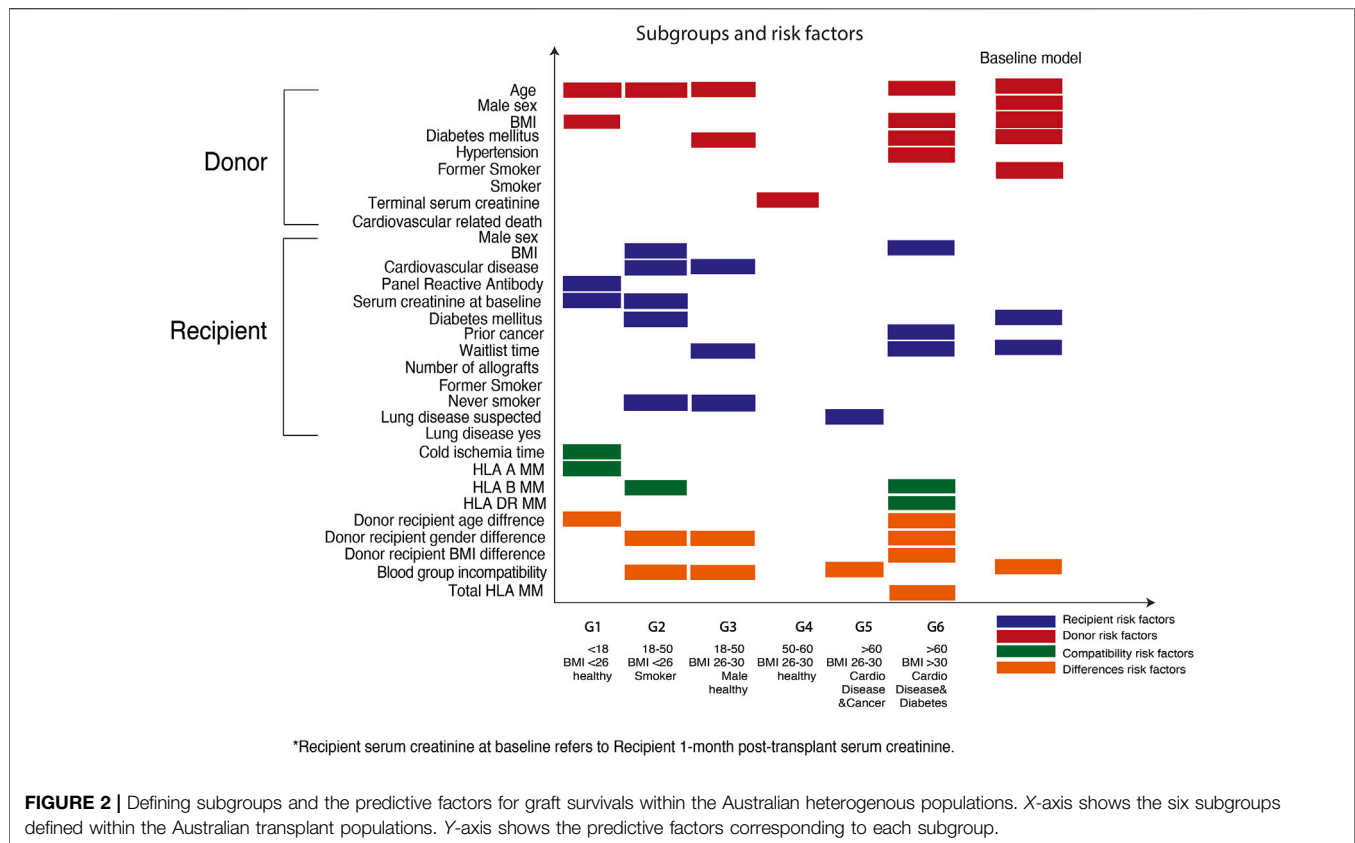 Subgroups and risk factors
Baseline model
Donor
Age
Male sex
BMI
Diabetes mellitus
Hypertension
Former Smoker
Smoker
Terminal serum creatinine
Cardiovascular related death
Recipient
Male sex
BMI
Cardiovascular disease
Panel Reactive Antibody
Serum creatinine at baseline
Diabetes mellitus
Prior cancer
Waitlist time
Number of allografts
Former Smoker
Never smoker
Lung disease suspected
Lung disease yes
Cold ischemia time
HLA A MM
HLA B MM
HLA DR MM
Donor recipient age diffrence
Donor recipient gender difference
Donor recipient BMI difference
Blood group incompatibility
Total HLA MM
G1
<18
BMI <26
healthy
G2
18-50
BMI <26
Smoker
G3
18-50
BMI 26-30
Male
healthy
G4
50-60
BMI 26-30
healthy
G5
>60
BMI 26-30
Cardio
Disease
&Cancer
G6
>60
BMI >30
Cardio
Disease&
Diabetes
Recipient risk factors
Donor risk factors
Compatibility risk factors
Differences risk factors
*Recipient serum creatinine at baseline refers to Recipient 1-month post-transplant serum creatinine.
FIGURE 2 | Defining subgroups and the predictive factors for graft survivals within the Australian heterogenous populations. X-axis shows the six subgroups
defined within the Australian transplant populations. Y-axis shows the predictive factors corresponding to each subgroup.